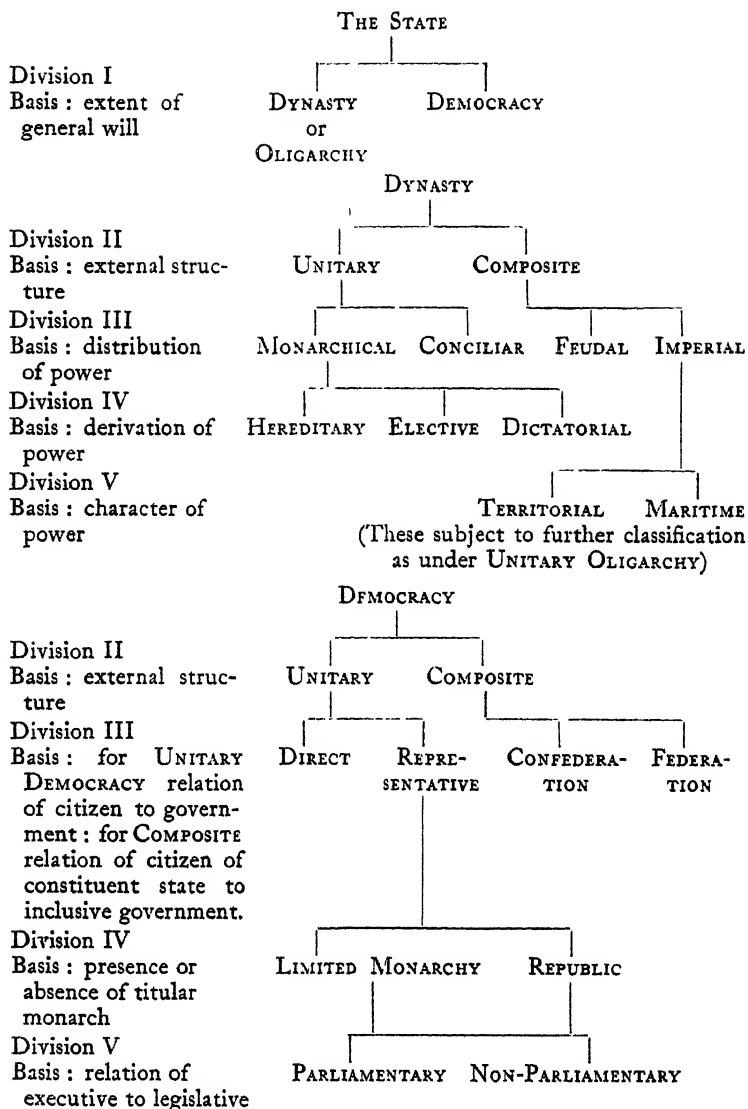 THE STATE
Division I
Basis : extent of
general will
DYNASTY
or
OLIGARCHY
DEMOCRACY
DYNASTY
Division II
Basis : external struc-
ture
UNITARY COMPOSITE
Division III
Basis : distribution
of power
MONARCHICAL CONCILIAR FEUDAL IMPERIAL
Division IV
Basis : derivation of
power
HEREDITARY ELECTIVE DICTATORIAL
Division V
Basis : character of
power
TERRITORIAL MARITIME
(These subject to further classification
as under UNITARY OLIGARCHY)
DEMOCRACY
Division II
Basis : external struc-
ture
UNITARY COMPOSITE
Division III
Basis : for UNITARY
DEMOCRACY relation
of citizen to govern-
ment : for COMPOSITE
relation of citizen of
constituent state to
inclusive government.
DIRECT REPRE-
SENTATIVE
CONFEDERA-
TION
FEDERA-
TION
Division IV
Basis : presence or
absence of titular
monarch
LIMITED MONARCHY REPUBLIC
Division V
Basis : relation of
executive to legislative
PARLIAMENTARY NON-PARLIAMENTARY